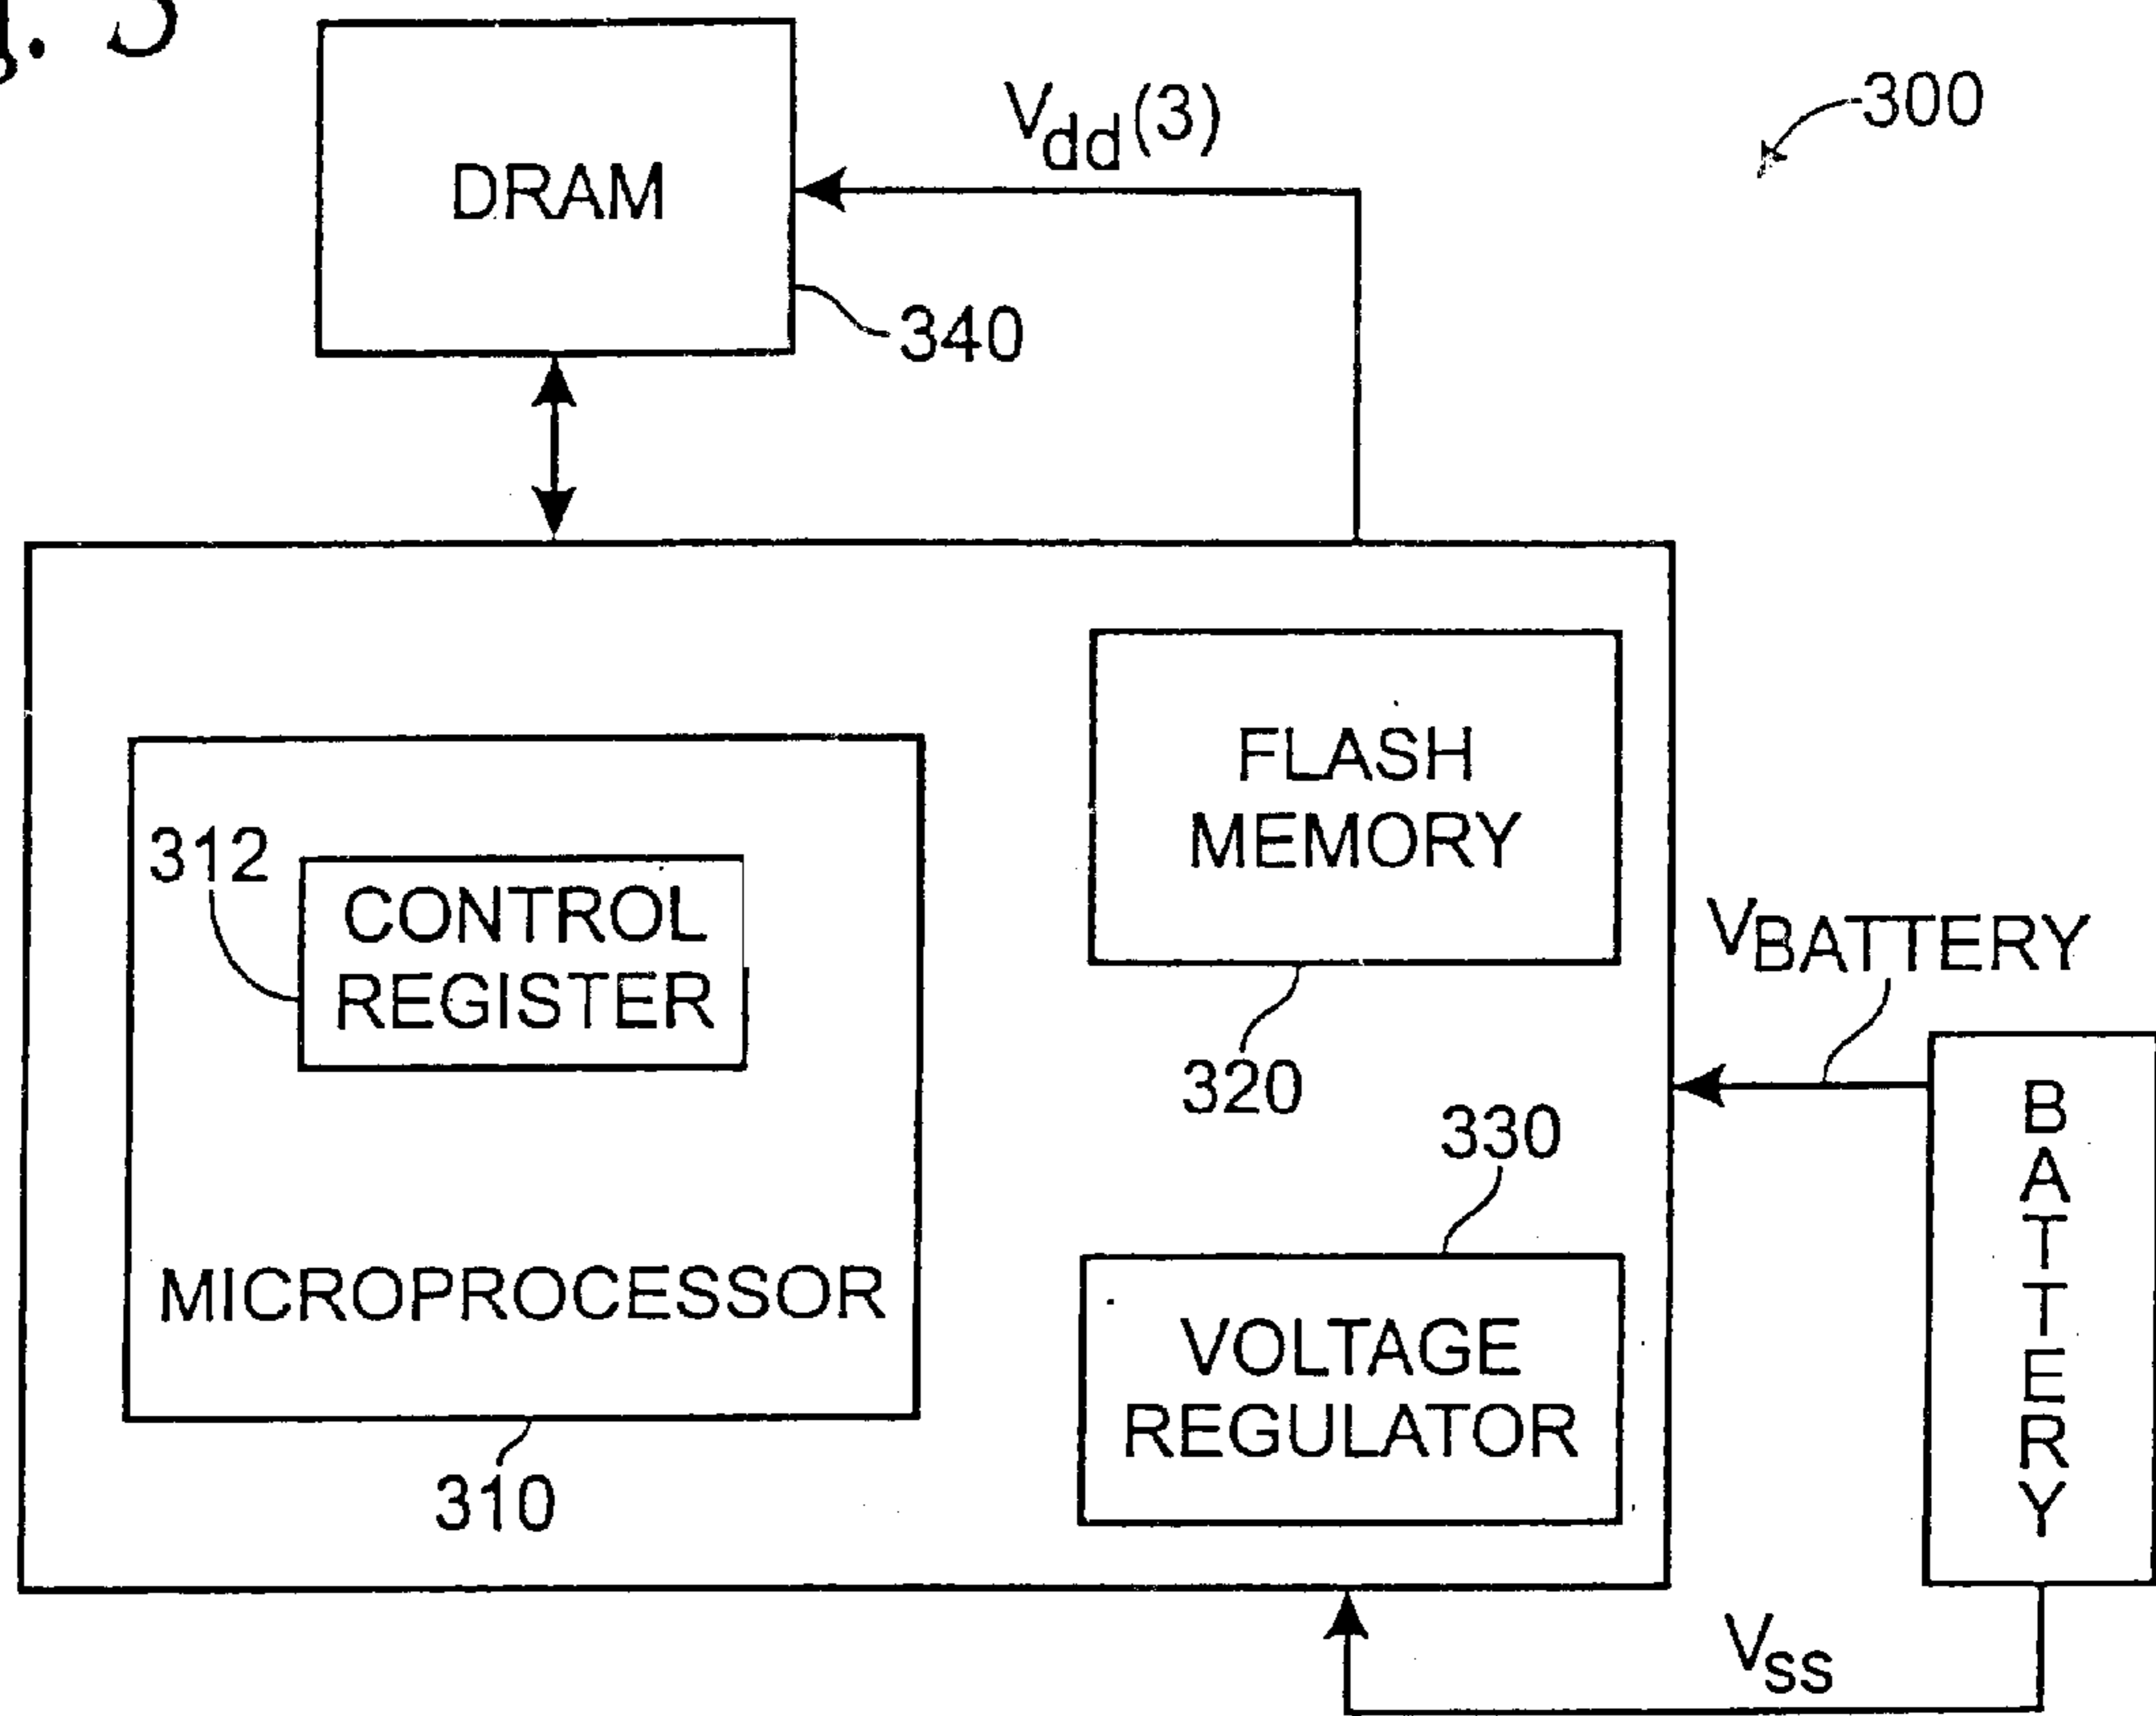 g. 3
Vdd(3)
300
DRAM
340
FLASH
MEMORY
312
CONTROL
REGISTER
VBATTERY
320
330
BATTERY
MICROPROCESSOR
VOLTAGE
REGULATOR
310
Vss